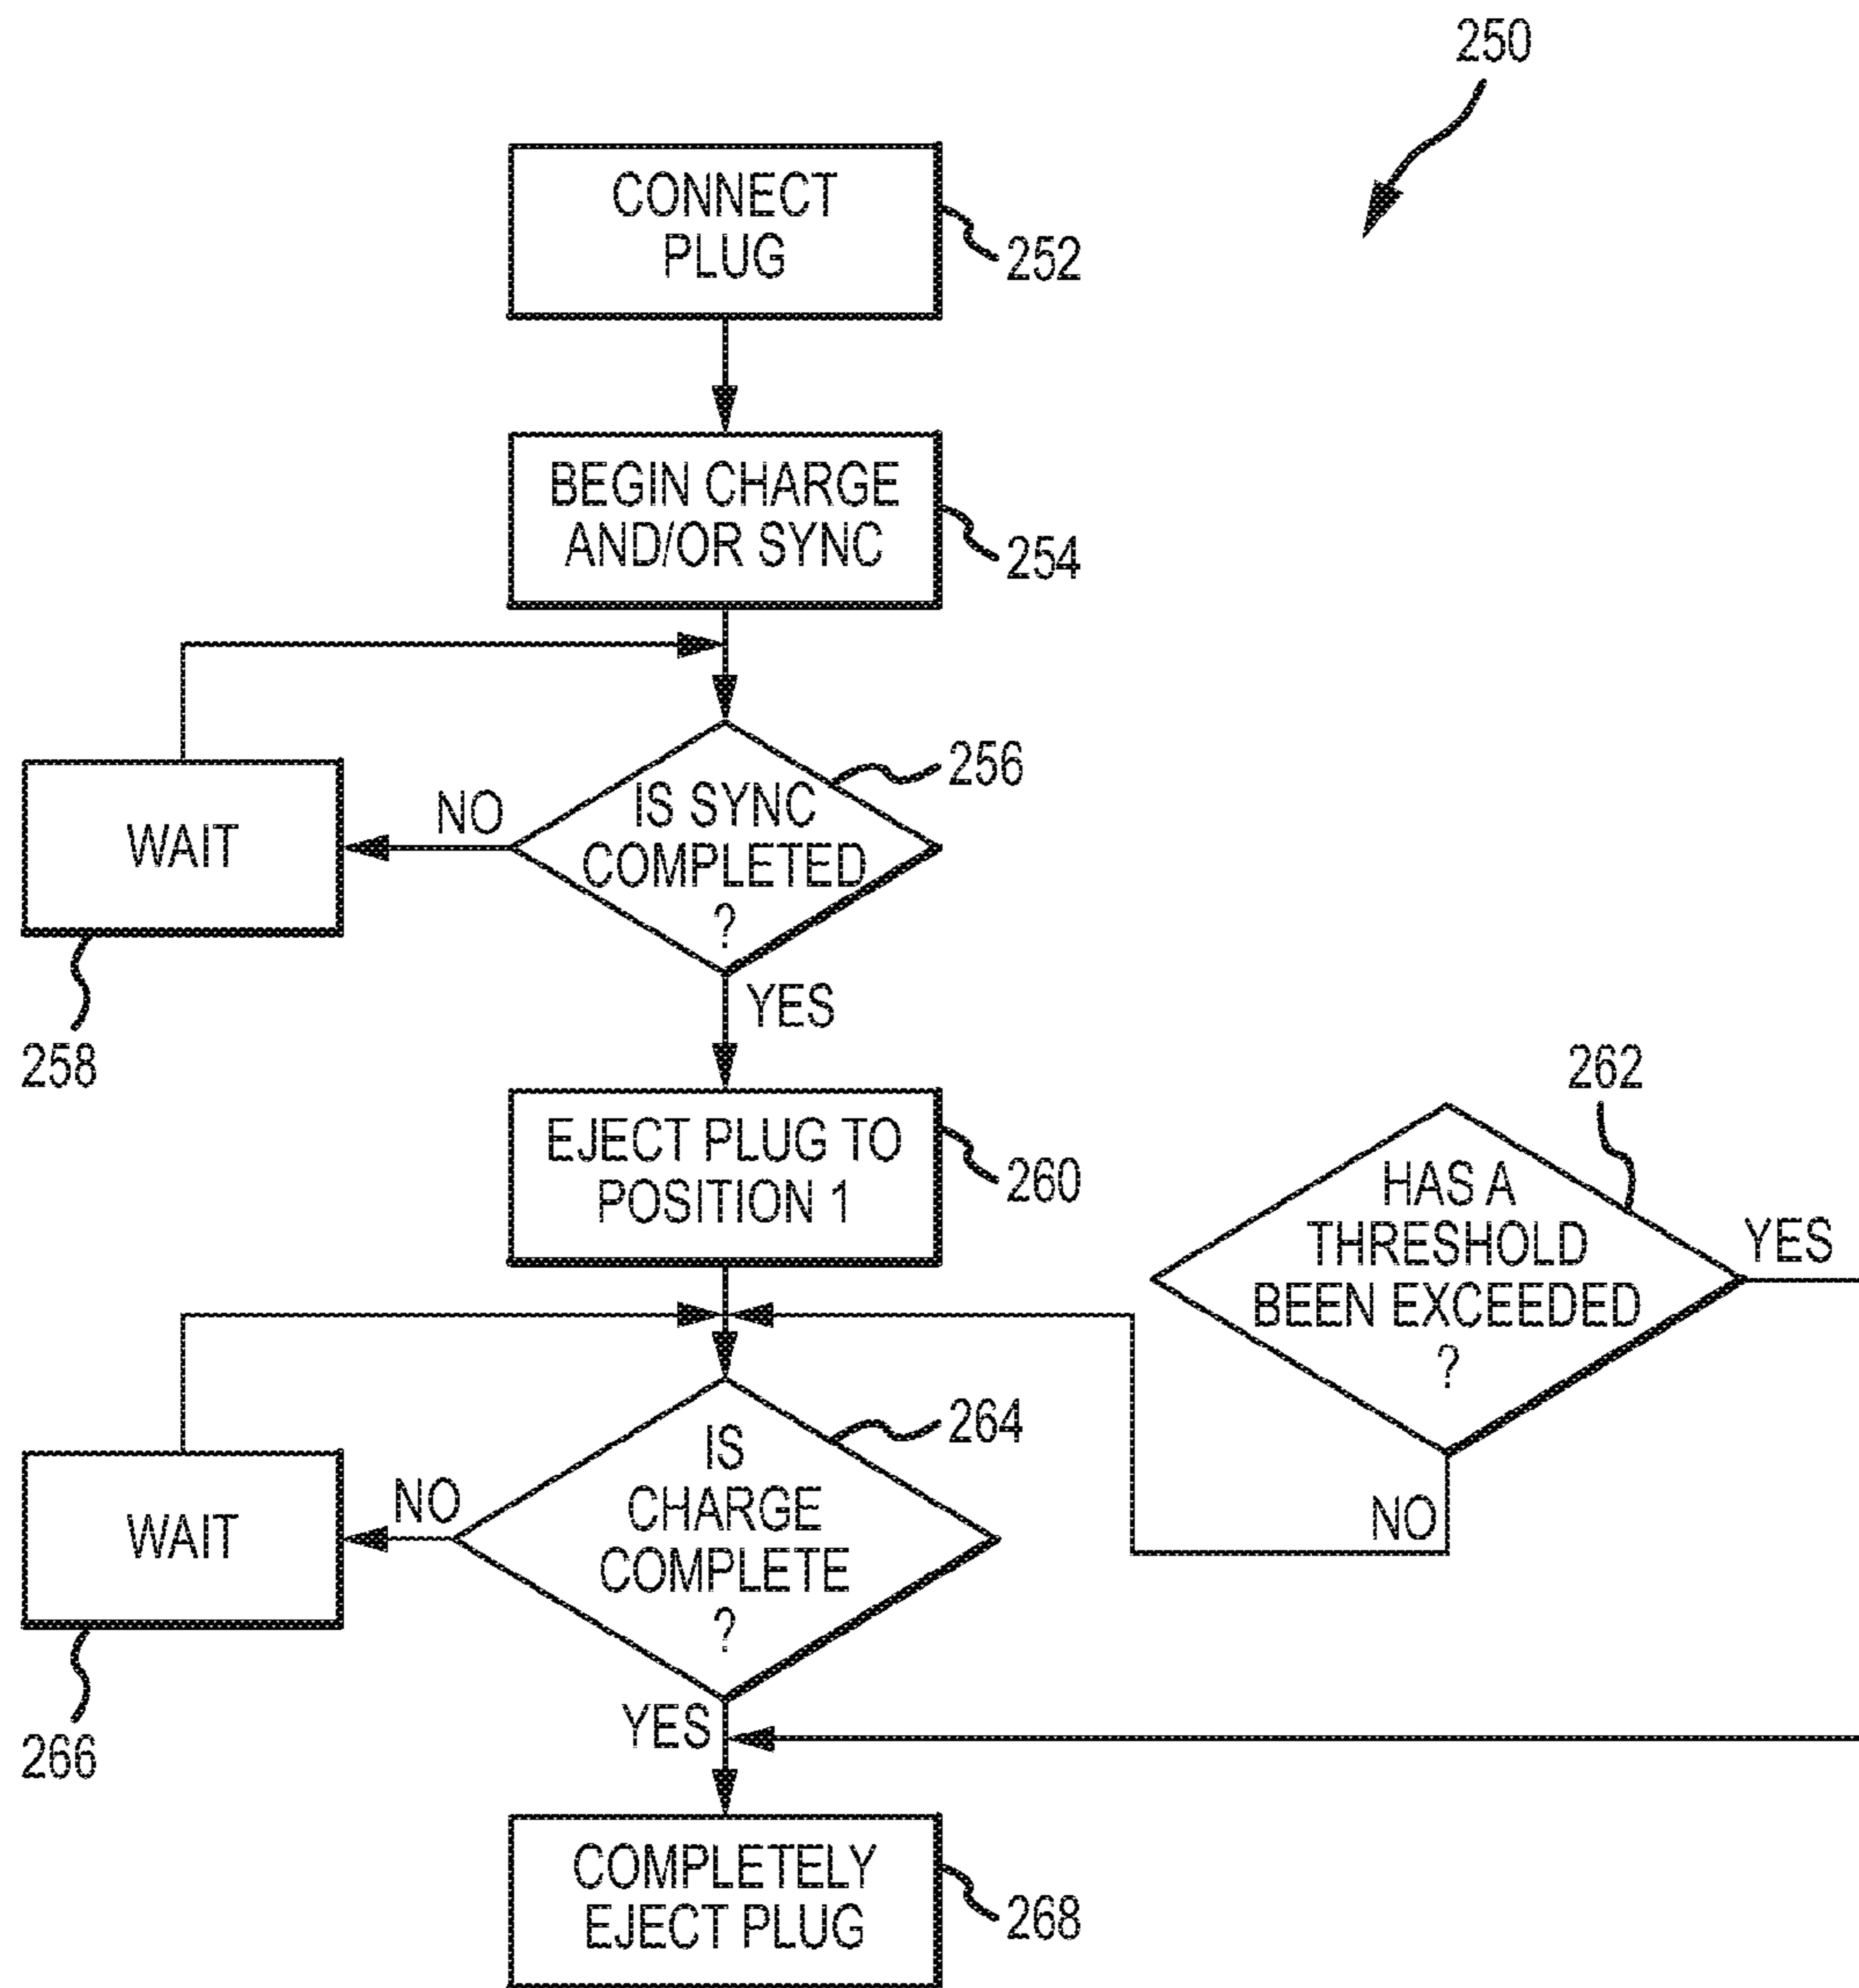 250
CONNECT
PLUG
252
BEGIN CHARGE
AND/OR SYNC
254
256
IS SYNC
COMPLETED
?
NO
WAIT
258
YES
EJECT PLUG TO
POSITION 1
260
262
HAS A
THRESHOLD
BEEN EXCEEDED
?
YES
NO
264
IS
CHARGE
COMPLETE
?
NO
WAIT
266
YES
COMPLETELY
EJECT PLUG
268